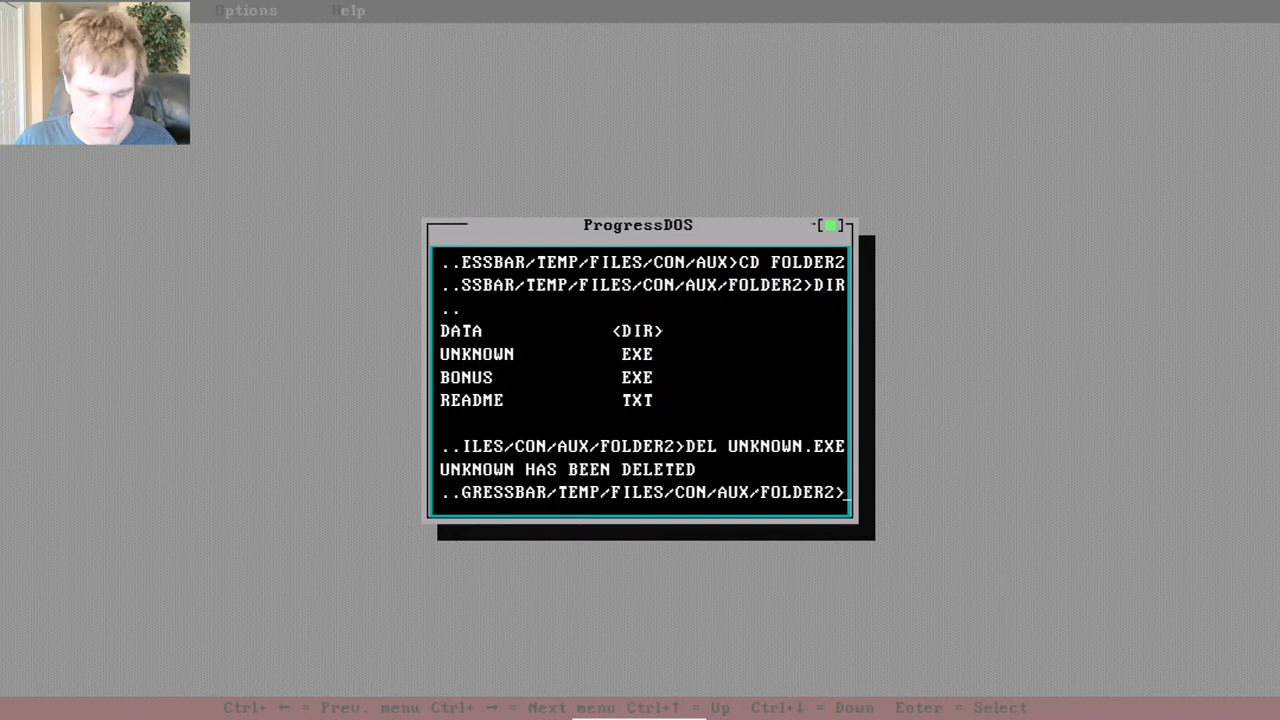 Options Help
ProgressDOS
..ESSBAR/TEMP/FILES/CON/AUX>CD FOLDER2
..SSBAR/TEMP/FILES/CON/AUX/FOLDER2>DIR
..
DATA <DIR>
UNKNOWN EXE
BONUS EXE
README TXT
..ILES/CON/AUX/FOLDER2>DEL UNKNOWN.EXE
UNKNOWN HAS BEEN DELETED
..GRESSBAR/TEMP/FILES/CON/AUX/FOLDER2>_
Ctrl+ ← = Prev. menu Ctrl+ → = Next menu Ctrl+↑ = Up Ctrl+↓ = Down Enter = Select